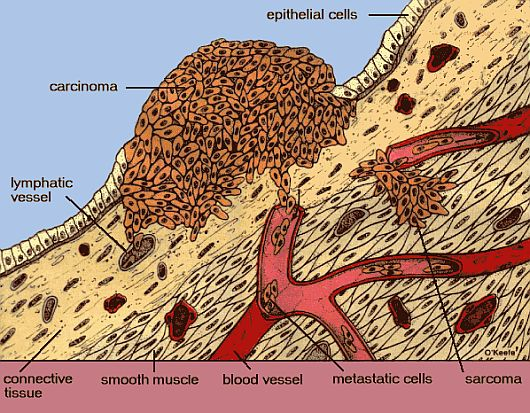 epithelial cells
carcinoma
lymphatic
vessel
O'Keefe
connective
tissue
smooth muscle
blood vessel
metastatic cells
sarcoma